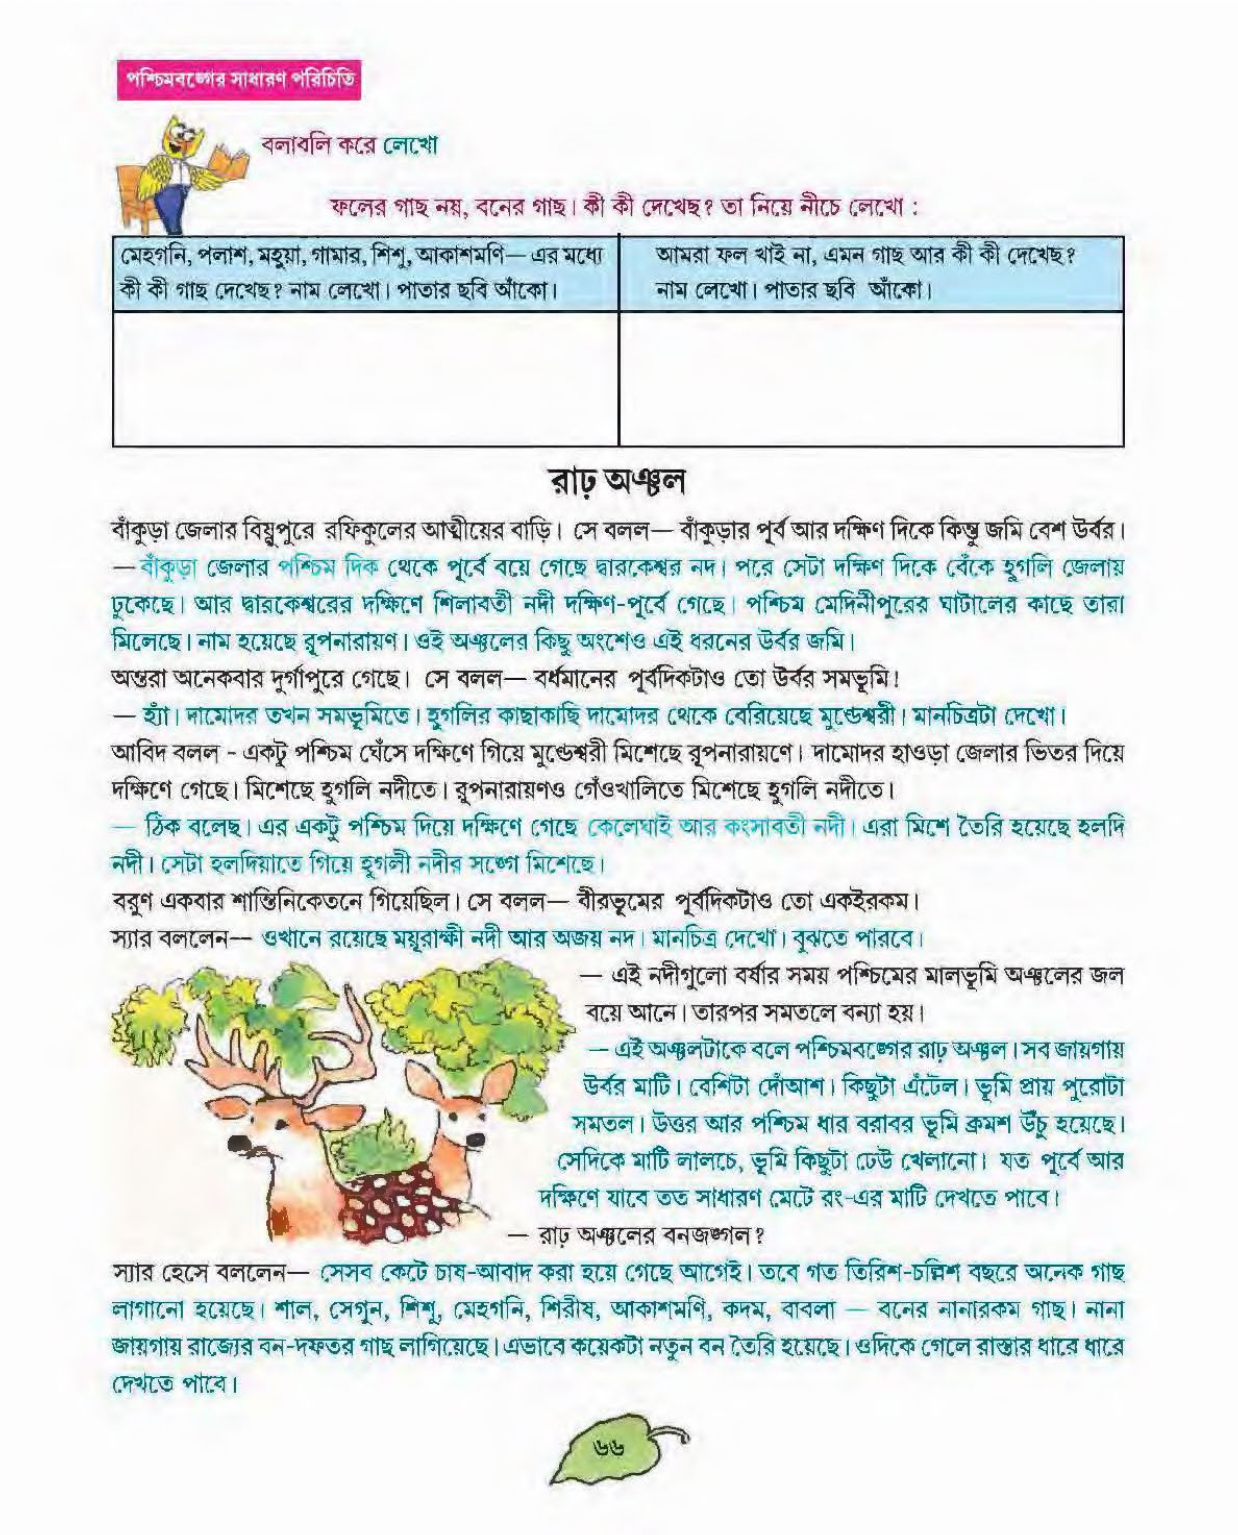 পশ্চিমবঙ্গের সাধারণ পরিচিতি
বলাবলি করে লেখো
ফলের গাছ নয়, বনের গাছ। কী কী দেখেছ? তা নিয়ে নীচে লেখো :
মেহগনি, পলাশ, মহুয়া, গামার, শিশু, আকাশমণি— এর মধ্যে
কী কী গাছ দেখেছ? নাম লেখো। পাতার ছবি আঁকো।
আমরা ফল খাই না, এমন গাছ আর কী কী দেখেছ?
নাম লেখো। পাতার ছবি আঁকো।
রাঢ় অঞ্চল
বাঁকুড়া জেলার বিষ্ণুপুরে রফিকুলের আত্মীয়ের বাড়ি। সে বলল— বাঁকুড়ার পূর্ব আর দক্ষিণ দিকে কিন্তু জমি বেশ উর্বর।
— বাঁকুড়া জেলার পশ্চিম দিক থেকে পূর্বে বয়ে গেছে দ্বারকেশ্বর নদ। পরে সেটা দক্ষিণ দিকে বেঁকে হুগলি জেলায়
ঢুকেছে। আর দ্বারকেশ্বরের দক্ষিণে শিলাবতী নদী দক্ষিণ-পূর্বে গেছে। পশ্চিম মেদিনীপুরের ঘাটালের কাছে তারা
মিলেছে। নাম হয়েছে রূপনারায়ণ। ওই অঞ্চলের কিছু অংশেও এই ধরনের উর্বর জমি।
অন্তরা অনেকবার দুর্গাপুরে গেছে। সে বলল— বর্ধমানের পূর্বদিকটাও তো উর্বর সমভূমি!
— হ্যাঁ। দামোদর তখন সমভূমিতে। হুগলির কাছাকাছি দামোদর থেকে বেরিয়েছে মুণ্ডেশ্বরী। মানচিত্রটা দেখো।
আবিদ বলল - একটু পশ্চিম ঘেঁসে দক্ষিণে গিয়ে মুণ্ডেশ্বরী মিশেছে রূপনারায়ণে। দামোদর হাওড়া জেলার ভিতর দিয়ে
দক্ষিণে গেছে। মিশেছে হুগলি নদীতে। রূপনারায়ণও গেঁওখালিতে মিশেছে হুগলি নদীতে।
— ঠিক বলেছ। এর একটু পশ্চিম দিয়ে দক্ষিণে গেছে কেলেঘাই আর কংসাবতী নদী। এরা মিশে তৈরি হয়েছে হলদি
নদী। সেটা হলদিয়াতে গিয়ে হুগলী নদীর সঙ্গে মিশেছে।
বরুণ একবার শান্তিনিকেতনে গিয়েছিল। সে বলল— বীরভূমের পূর্বদিকটাও তো একইরকম।
স্যার বললেন— ওখানে রয়েছে ময়ূরাক্ষী নদী আর অজয় নদ। মানচিত্র দেখো। বুঝতে পারবে।
— এই নদীগুলো বর্ষার সময় পশ্চিমের মালভূমি অঞ্চলের জল
বয়ে আনে। তারপর সমতলে বন্যা হয়।
— এই অঞ্চলটাকে বলে পশ্চিমবঙ্গের রাঢ় অঞ্চল। সব জায়গায়
উর্বর মাটি। বেশিটা দোঁআশ। কিছুটা এঁটেল। ভূমি প্রায় পুরোটা
সমতল। উত্তর আর পশ্চিম ধার বরাবর ভূমি ক্রমশ উঁচু হয়েছে।
সেদিকে মাটি লালচে, ভূমি কিছুটা ঢেউ খেলানো। যত পূর্বে আর
দক্ষিণে যাবে তত সাধারণ মেটে রং-এর মাটি দেখতে পাবে।
— রাঢ় অঞ্চলের বনজঙ্গল?
স্যার হেসে বললেন— সেসব কেটে চাষ-আবাদ করা হয়ে গেছে আগেই। তবে গত তিরিশ-চল্লিশ বছরে অনেক গাছ
লাগানো হয়েছে। শাল, সেগুন, শিশু, মেহগনি, শিরীষ, আকাশমণি, কদম, বাবলা — বনের নানারকম গাছ। নানা
জায়গায় রাজ্যের বন-দফতর গাছ লাগিয়েছে। এভাবে কয়েকটা নতুন বন তৈরি হয়েছে। ওদিকে গেলে রাস্তার ধারে ধারে
দেখতে পাবে।
৬৬